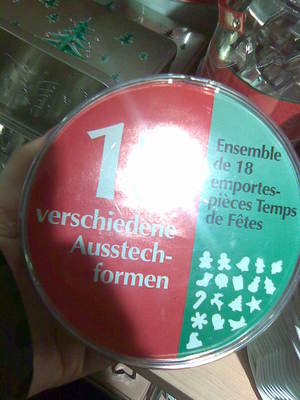 1
verschiedene
Ausstech-
formen
Ensemble
de 18
emportes-
pièces Temps
de Fêtes